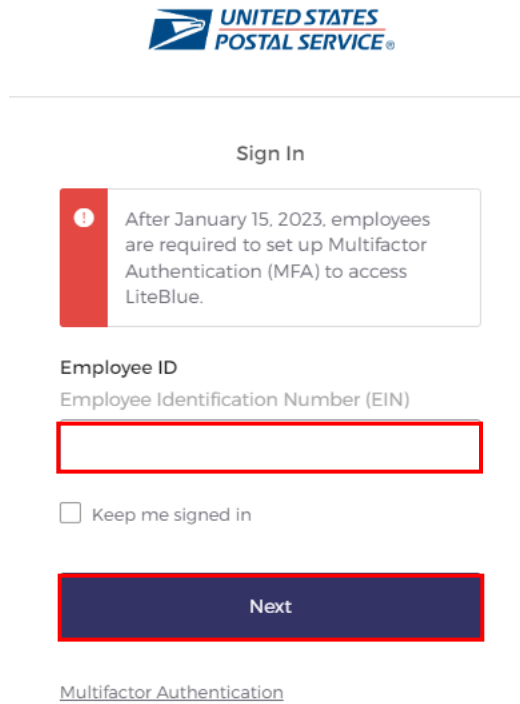 UNITED STATES
POSTAL SERVICE®
Sign In
After January 15, 2023, employees
are required to set up Multifactor
Authentication (MFA) to access
LiteBlue.
Employee ID
Employee Identification Number (EIN)
Keep me signed in
Next
Multifactor Authentication